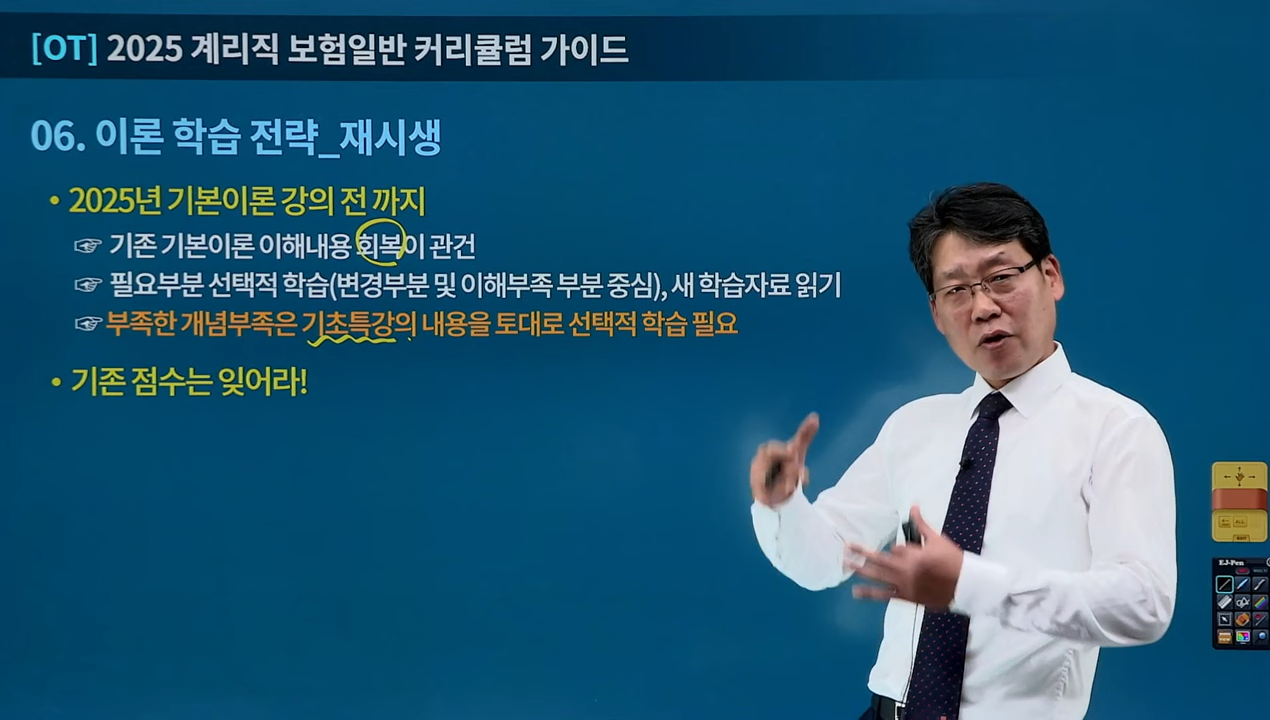 [OT] 2025 계리직 보험일반 커리큘럼 가이드
06. 이론 학습 전략_재시생
• 2025년 기본이론 강의 전 까지
☞ 기존 기본이론 이해내용 회복이 관건
☞ 필요부분 선택적 학습(변경부분 및 이해부족 부분 중심), 새 학습자료 읽기
☞ 부족한 개념부족은 기초특강의 내용을 토대로 선택적 학습 필요
• 기존 점수는 잊어라!
EJ-Pen